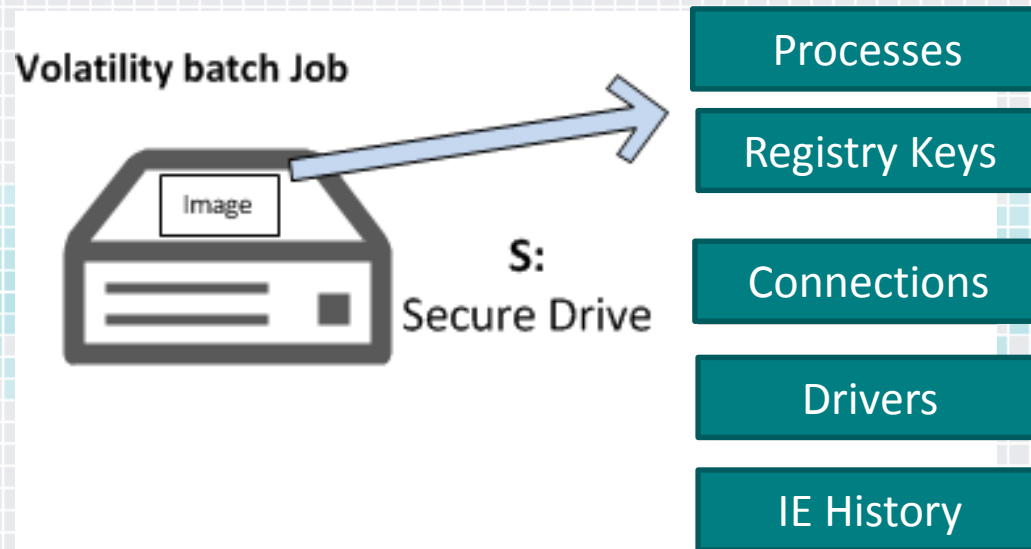 Volatility batch Job
Image
S:
Secure Drive
Processes
Registry Keys
Connections
Drivers
IE History